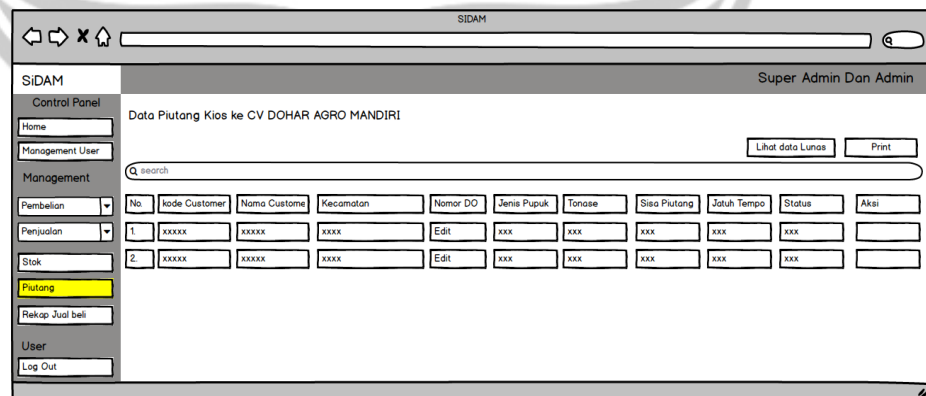 SIDAM
SiDAM
Super Admin Dan Admin
Control Panel
Home
Management User
Management
Pembelian
Penjualan
Stok
Piutang
Rekap Jual beli
User
Log Out
Data Piutang Kios ke CV DOHAR AGRO MANDIRI
Lihat data Lunas Print
search
No. kode Customer Nama Custome Kecamatan Nomor DO Jenis Pupuk Tonase Sisa Piutang Jatuh Tempo Status Aksi
1. xxxxx xxxxx xxxx Edit xxx xxx xxx xxx xxx
2. xxxxx xxxxx xxxx Edit xxx xxx xxx xxx xxx